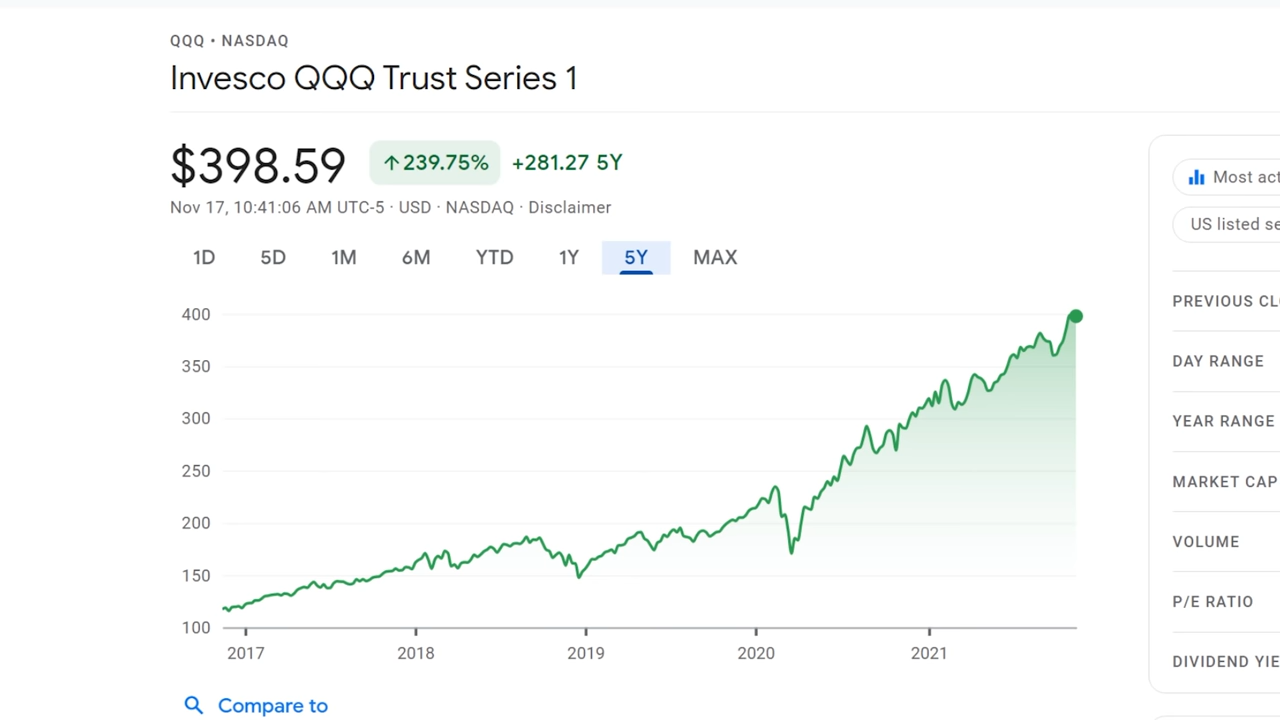 QQQ • NASDAQ
Invesco QQQ Trust Series 1
$398.59 ↑239.75% +281.27 5Y
Nov 17, 10:41:06 AM UTC-5 · USD · NASDAQ · Disclaimer
1D 5D 1M 6M YTD 1Y 5Y MAX
400
350
300
250
200
150
100
2017 2018 2019 2020 2021
Compare to
Most act
US listed se
PREVIOUS CLO
DAY RANGE
YEAR RANGE
MARKET CAP
VOLUME
P/E RATIO
DIVIDEND YIE